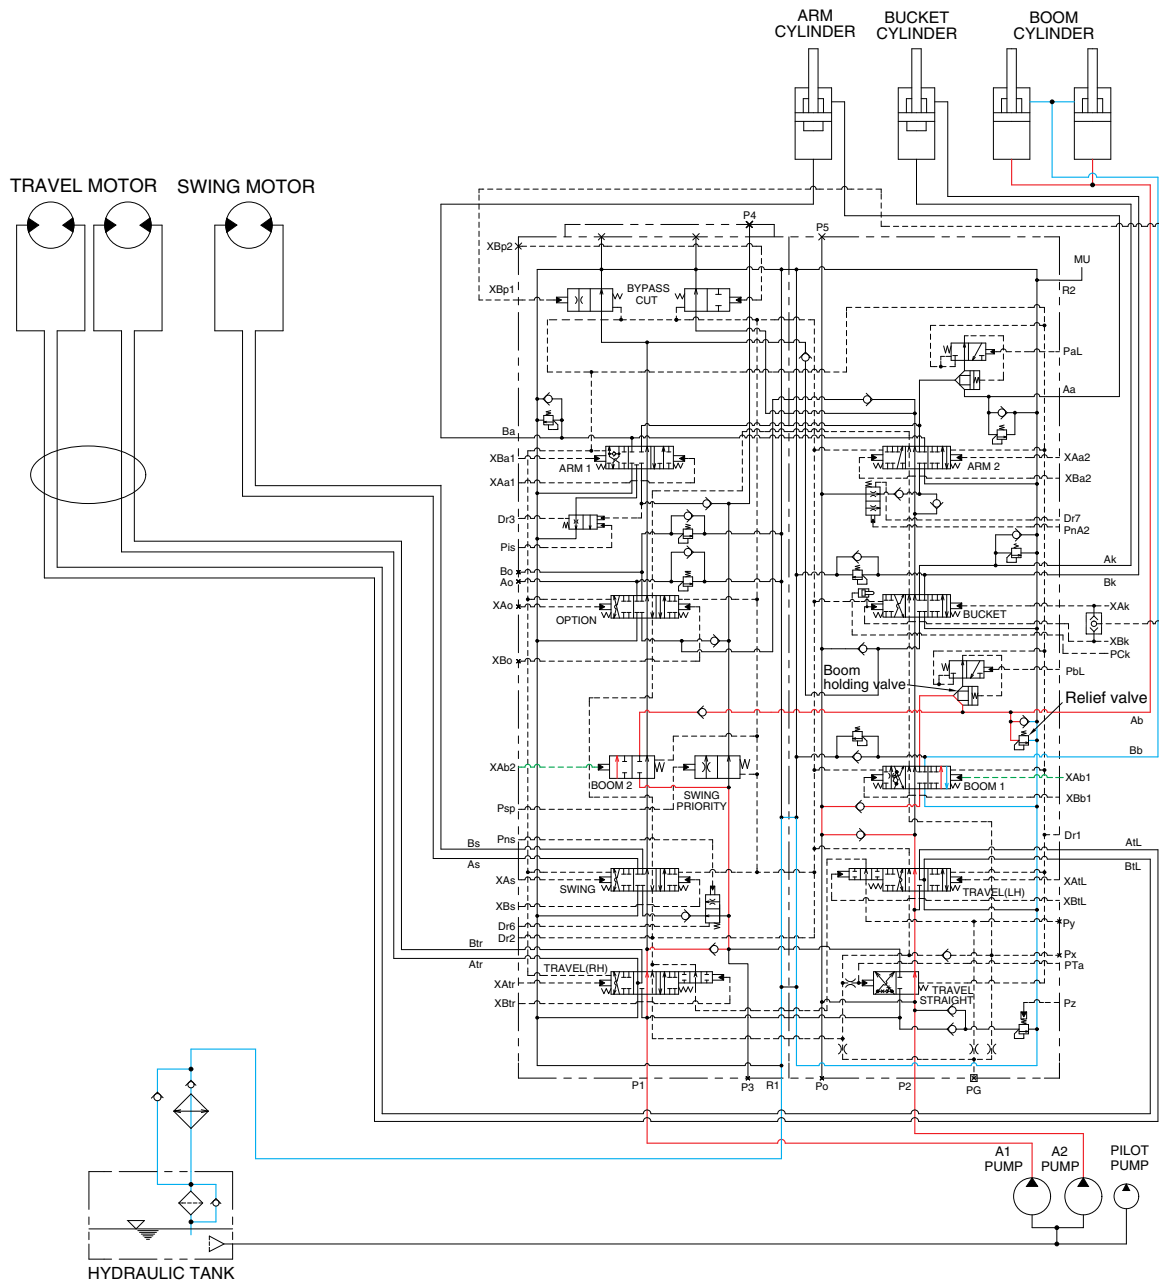 ARM
CYLINDER
BUCKET
CYLINDER
BOOM
CYLINDER
TRAVEL MOTOR
SWING MOTOR
P4
P5
XBp2
MU
XBp1
BYPASS
CUT
R2
PaL
Aa
Ba
XBa1
ARM 1
XAa1
ARM 2
XAa2
XBa2
Dr3
Pis
Dr7
PnA2
Bo
Ao
Ak
Bk
XAo
OPTION
BUCKET
XAk
XBo
XBk
PCk
Boom
holding valve
PbL
Relief valve
Ab
Bb
XAb2
BOOM 2
SWING
PRIORITY
BOOM 1
XAb1
XBb1
Psp
Pns
Dr1
Bs
As
AtL
BtL
XAs
SWING
XBs
TRAVEL(LH)
XAtL
XBtL
Dr6
Dr2
Py
Btr
Atr
Px
PTa
TRAVEL(RH)
XAtr
XBtr
TRAVEL
STRAIGHT
Pz
P1
P3
R1
Po
P2
PG
A1
PUMP
A2
PUMP
PILOT
PUMP
HYDRAULIC TANK